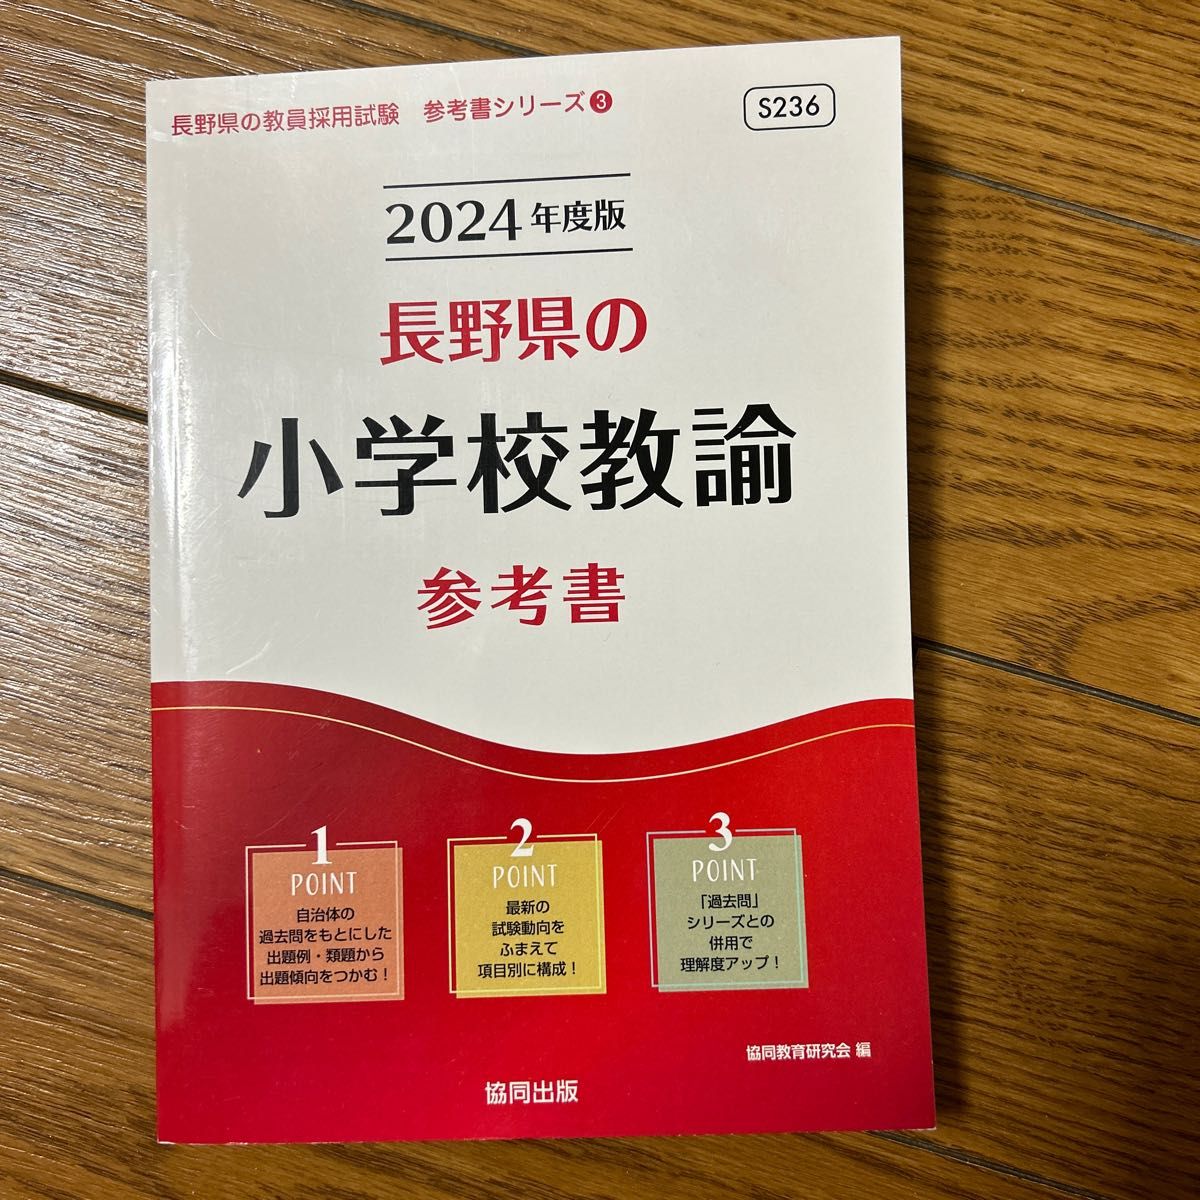 長野県の教員採用試験 参考書シリーズ❸
S236
2024年度版
長野県の
小学校教諭
参考書
1
POINT
自治体の
過去問をもとにした
出題例・類題から
出題傾向をつかむ!
2
POINT
最新の
試験動向を
ふまえて
項目別に構成!
3
POINT
「過去問」
シリーズとの
併用で
理解度アップ!
協同教育研究会 編
協同出版